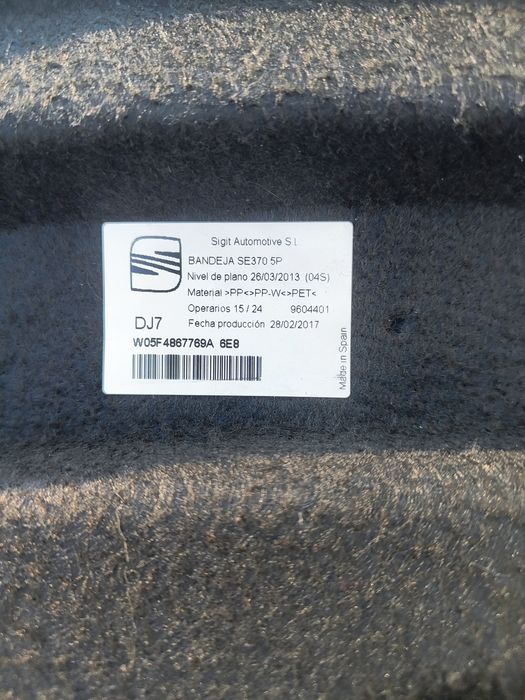 Sigit Automotive S.l.
BANDEJA SE370 5P
Nivel de plano 26/03/2013 (04S)
Material >PP<>PP-W<>PET<
Operarios 15 / 24 9604401
DJ7 Fecha producción 28/02/2017
W05F4867769A 6E8
Made in Spain